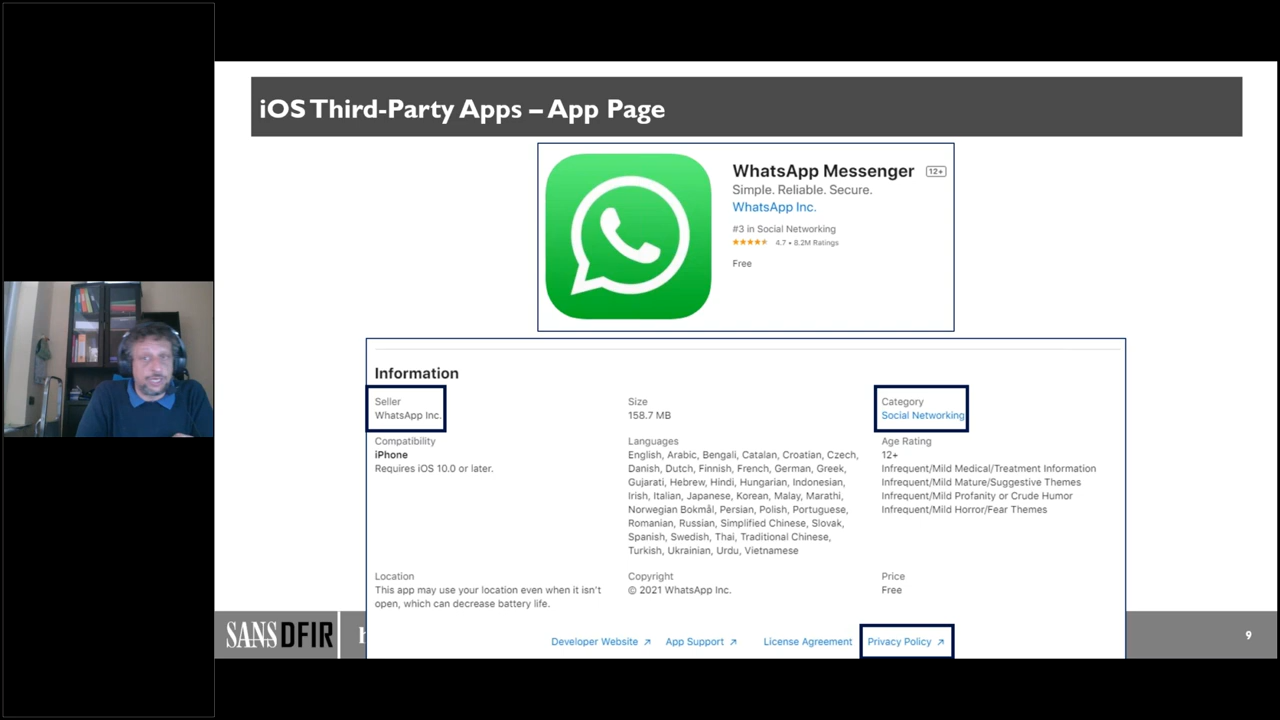 iOS Third-Party Apps – App Page
WhatsApp Messenger 12+
Simple. Reliable. Secure.
WhatsApp Inc.
#3 in Social Networking
4.7 • 8.2M Ratings
Free
Information
Seller
WhatsApp Inc.
Size
158.7 MB
Category
Social Networking
Compatibility
iPhone
Requires iOS 10.0 or later.
Languages
English, Arabic, Bengali, Catalan, Croatian, Czech,
Danish, Dutch, Finnish, French, German, Greek,
Gujarati, Hebrew, Hindi, Hungarian, Indonesian,
Irish, Italian, Japanese, Korean, Malay, Marathi,
Norwegian Bokmål, Persian, Polish, Portuguese,
Romanian, Russian, Simplified Chinese, Slovak,
Spanish, Swedish, Thai, Traditional Chinese,
Turkish, Ukrainian, Urdu, Vietnamese
Age Rating
12+
Infrequent/Mild Medical/Treatment Information
Infrequent/Mild Mature/Suggestive Themes
Infrequent/Mild Profanity or Crude Humor
Infrequent/Mild Horror/Fear Themes
Location
This app may use your location even when it isn't
open, which can decrease battery life.
Copyright
© 2021 WhatsApp Inc.
Price
Free
Developer Website ↗ App Support ↗ License Agreement Privacy Policy ↗
SANS DFIR
9